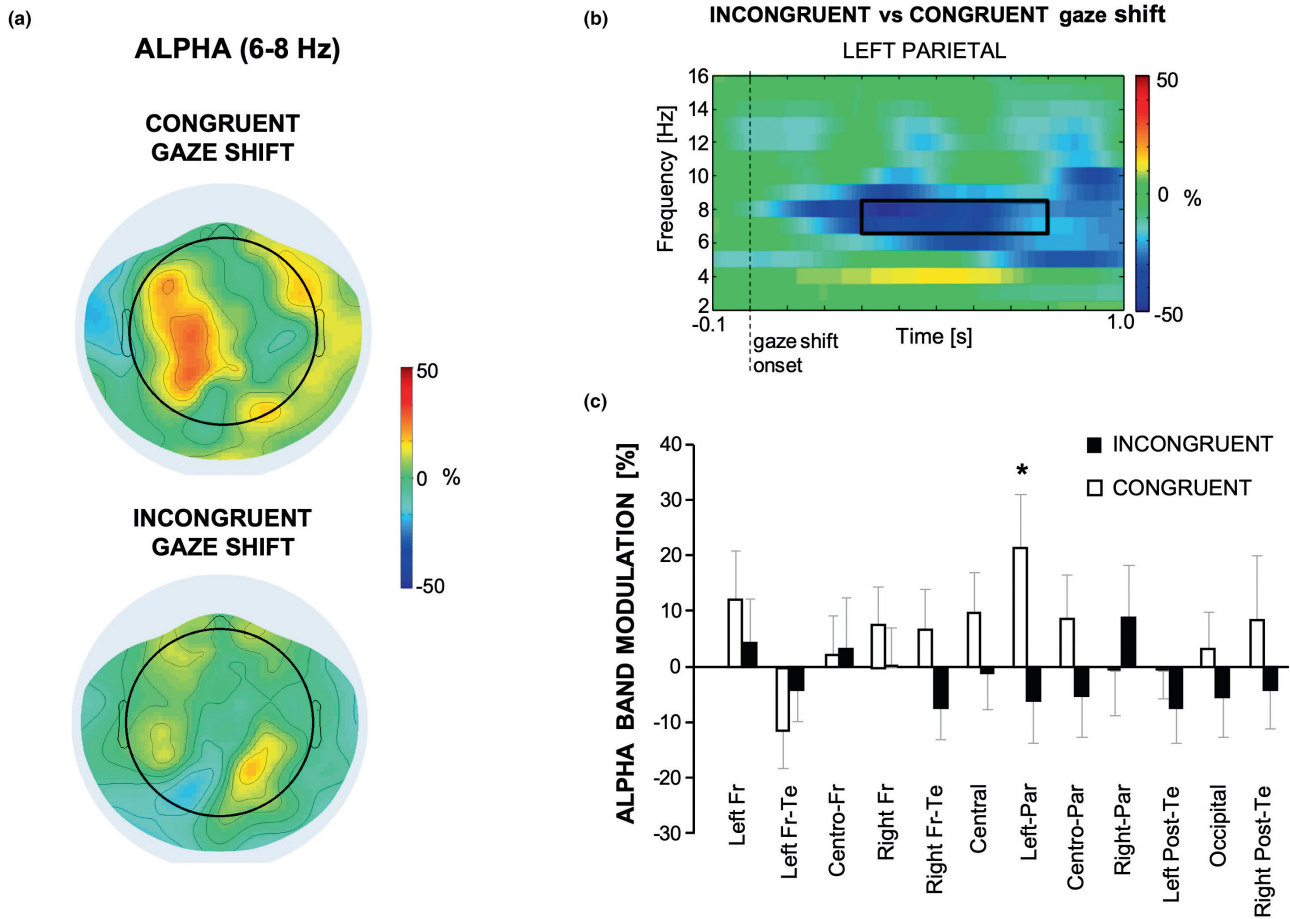 (a)
ALPHA (6-8 Hz)
CONGRUENT
GAZE SHIFT
INCONGRUENT
GAZE SHIFT
50
0 %
-50
(b)
INCONGRUENT vs CONGRUENT gaze shift
LEFT PARIETAL
Frequency [Hz]
16
14
12
10
8
6
4
2
-0.1
Time [s]
1.0
gaze shift
onset
50
0 %
-50
(c)
ALPHA BAND MODULATION [%]
40
30
20
10
0
-10
-20
-30
INCONGRUENT
CONGRUENT
*
Left Fr
Left Fr-Te
Centro-Fr
Right Fr
Right Fr-Te
Central
Left-Par
Centro-Par
Right-Par
Left Post-Te
Occipital
Right Post-Te